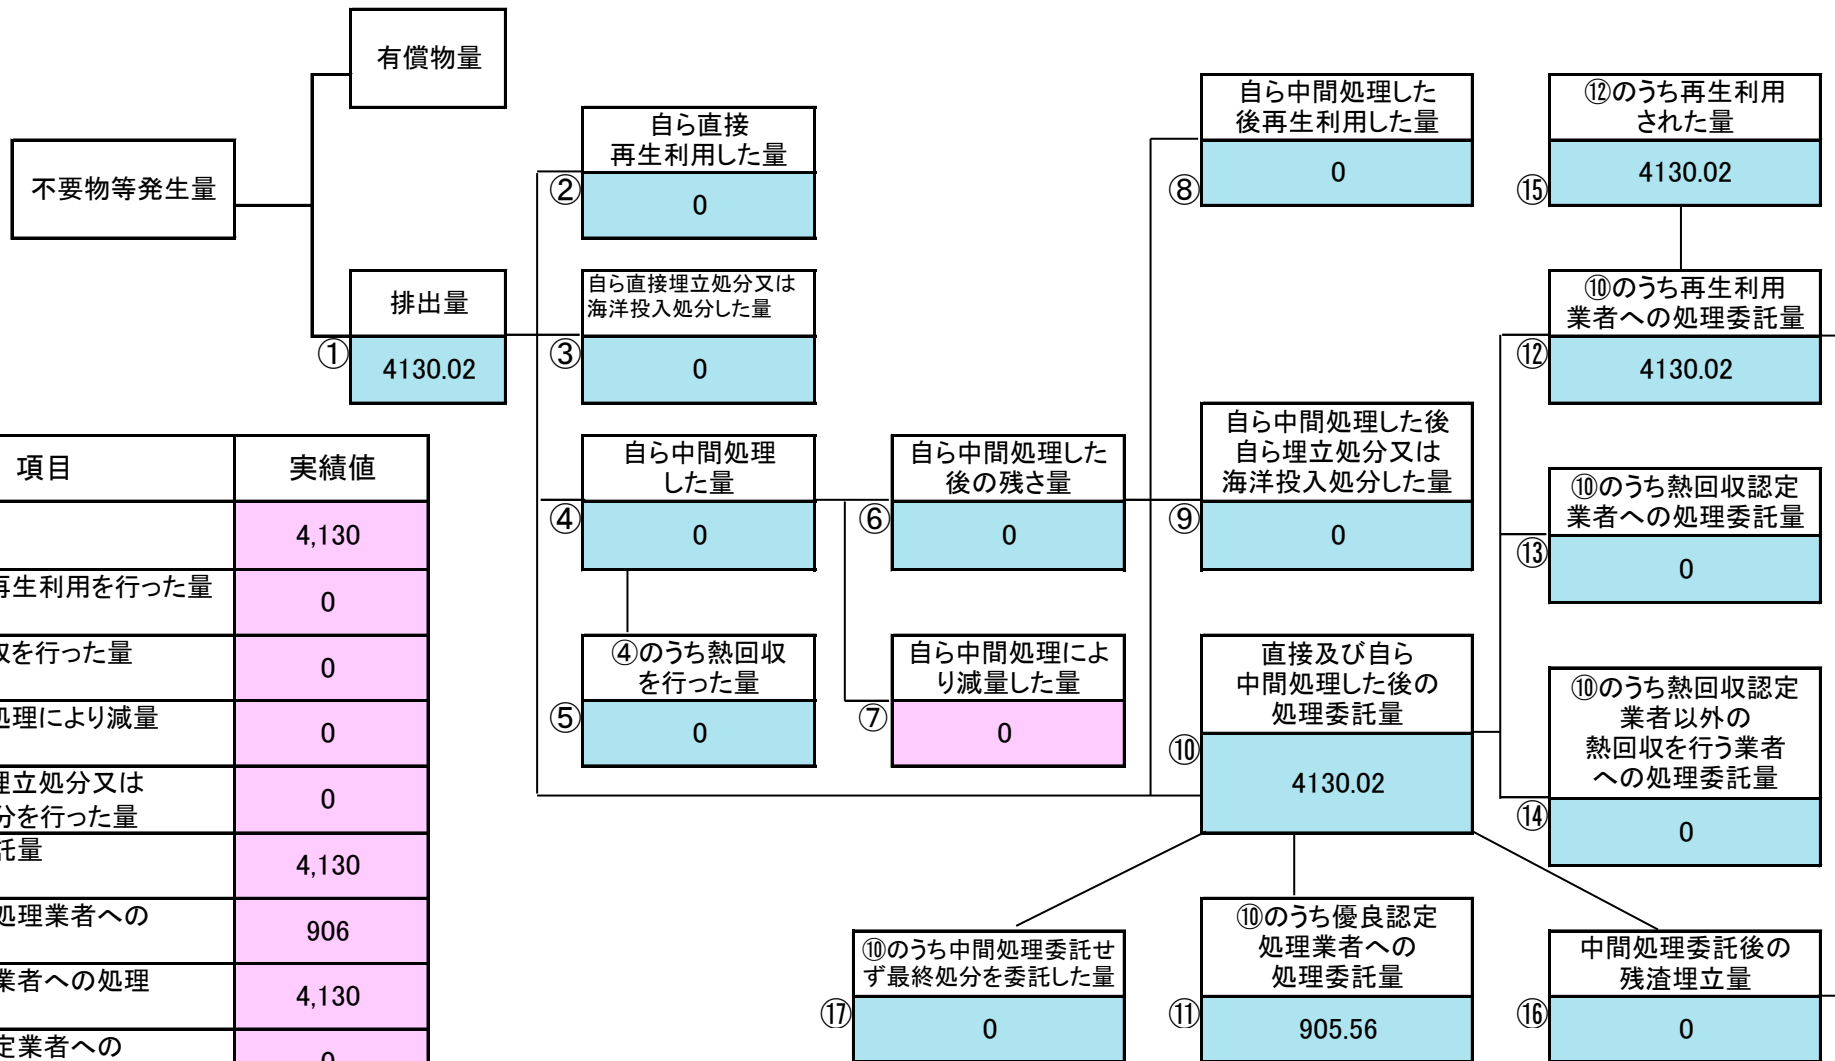 有償物量
不要物等発生量
排出量
①
4130.02
自ら直接
再生利用した量
②
0
自ら直接埋立処分又は
海洋投入処分した量
③
0
自ら中間処理
した量
④
0
④のうち熱回収
を行った量
⑤
0
自ら中間処理した
後の残さ量
⑥
0
自ら中間処理によ
り減量した量
⑦
0
自ら中間処理した
後再生利用した量
⑧
0
自ら中間処理した後
自ら埋立処分又は
海洋投入処分した量
⑨
0
直接及び自ら
中間処理した後の
処理委託量
⑩
4130.02
⑩のうち優良認定
処理業者への
処理委託量
⑪
905.56
⑫のうち再生利用
された量
⑮
4130.02
⑩のうち再生利用
業者への処理委託量
⑫
4130.02
⑩のうち熱回収認定
業者への処理委託量
⑬
0
⑩のうち熱回収認定
業者以外の
熱回収を行う業者
への処理委託量
⑭
0
中間処理委託後の
残渣埋立量
⑯
0
⑩のうち中間処理委託せ
ず最終処分を委託した量
⑰
0
項目 実績値
4,130
再生利用を行った量 0
を行った量 0
処理により減量 0
埋立処分又は
分を行った量 0
託量 4,130
処理業者への 906
業者への処理 4,130
定業者への 0